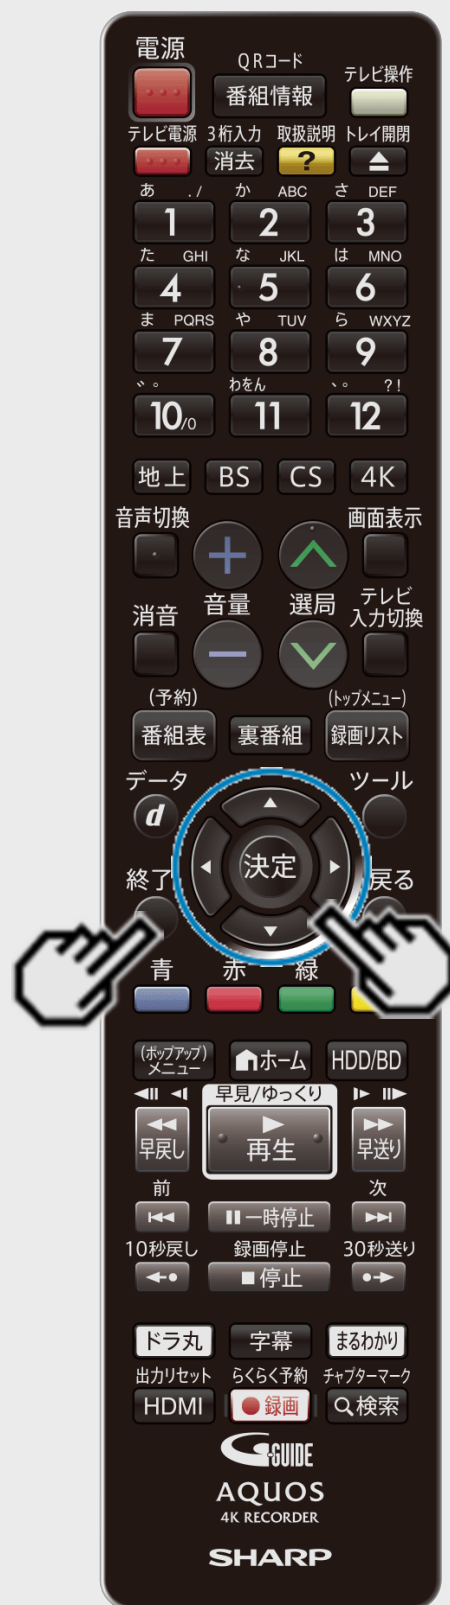 電源
QRコード
テレビ操作
番組情報
テレビ電源 3桁入力 取扱説明 トレイ開閉
消去 ?
あ ./ か ABC さ DEF
1 2 3
た GHI な JKL は MNO
4 5 6
ま PQRS や TUV ら WXYZ
7 8 9
゛゜ わをん 、。 ?!
10/0 11 12
地上 BS CS 4K
音声切換 画面表示
消音 音量 選局 テレビ
入力切換
(予約) (トップメニュー)
番組表 裏番組 録画リスト
データ ツール
d
決定
終了 戻る
青 赤 緑
(ポップアップ)
メニュー ホーム HDD/BD
早見/ゆっくり
早戻し 再生 早送り
前 次
一時停止
10秒戻し 録画停止 30秒送り
停止
ドラ丸 字幕 まるわかり
出力リセット らくらく予約 チャプターマーク
HDMI 録画 検索
G-GUIDE
AQUOS
4K RECORDER
SHARP